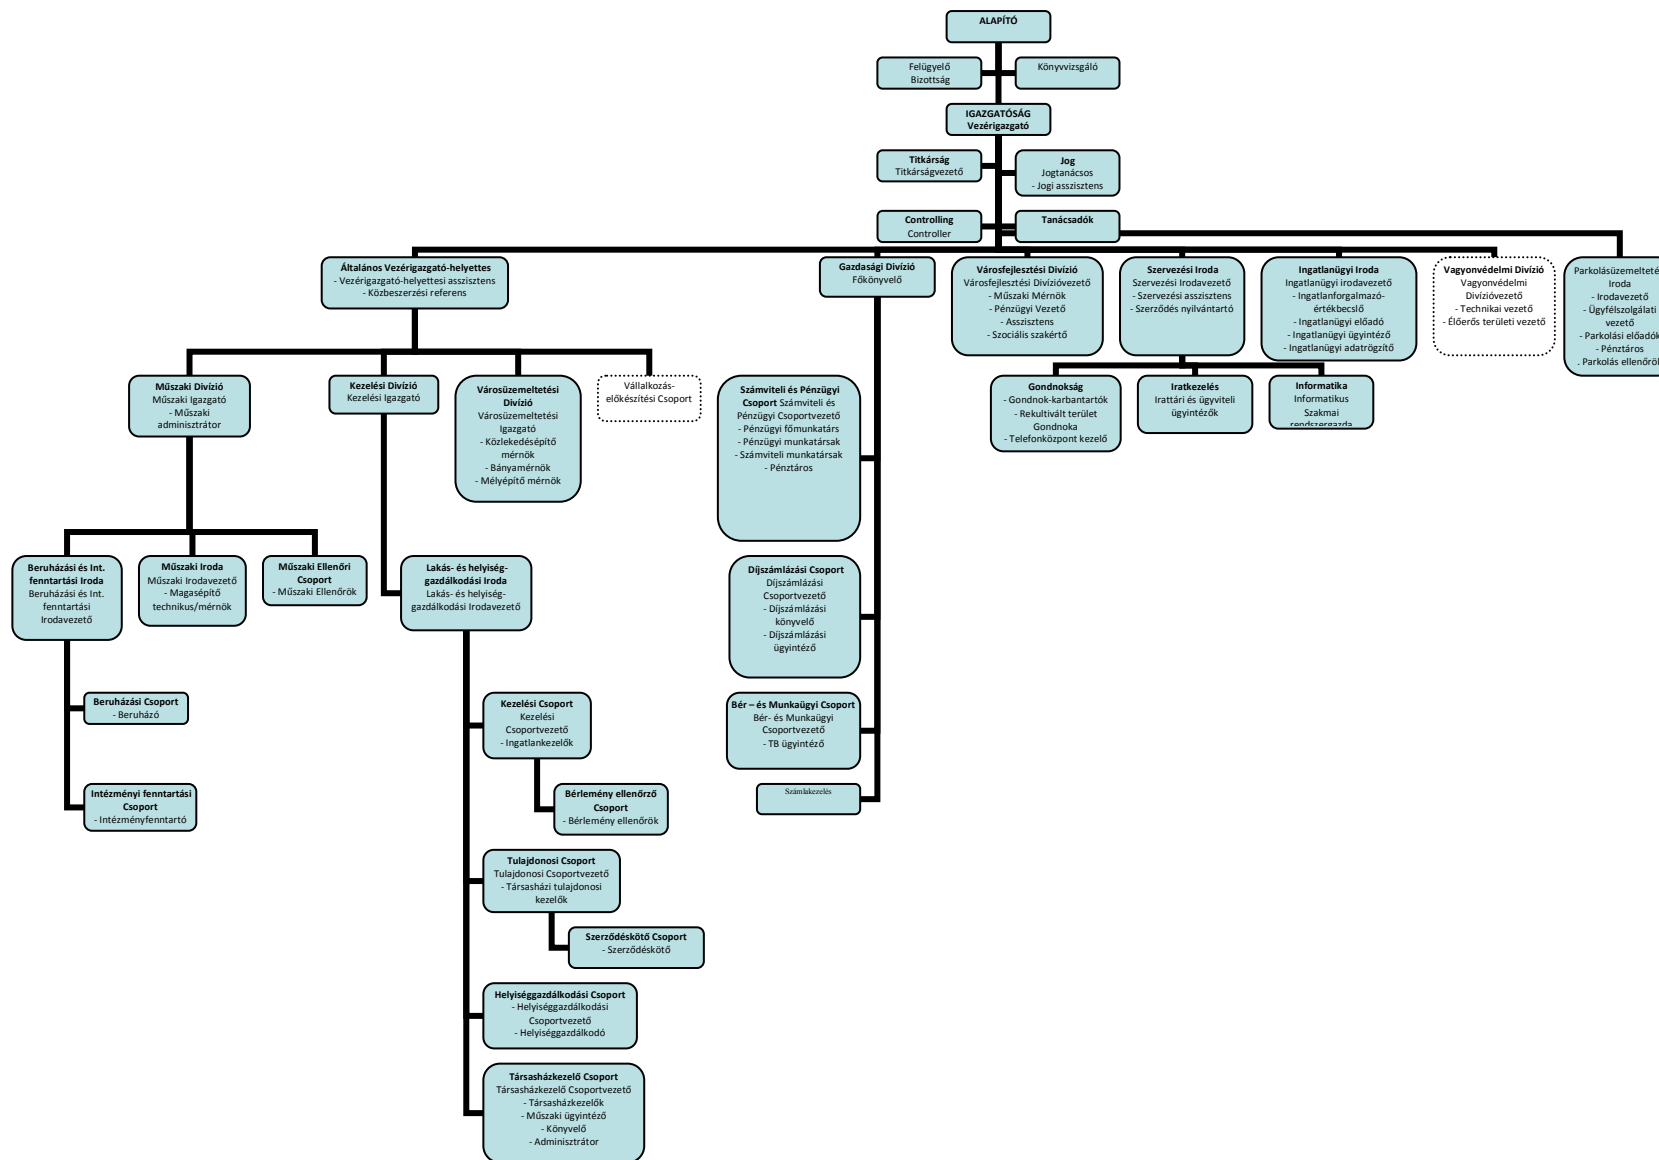 ALAPÍTÓ
Felügyelő
Bizottság
Könyvvizsgáló
IGAZGATÓSÁG
Vezérigazgató
Titkárság
Titkárságvezető
Jog
Jogtanácsos
- Jogi asszisztens
Controlling
Controller
Tanácsadók
Általános Vezérigazgató-helyettes
- Vezérigazgató-helyettesi asszisztens
- Közbeszerzési referens
Gazdasági Divízió
Főkönyvelő
Városfejlesztési Divízió
Városfejlesztési Divízióvezető
- Műszaki Mérnök
- Pénzügyi Vezető
- Asszisztens
- Szociális szakértő
Szervezési Iroda
Szervezési Irodavezető
- Szervezési asszisztens
- Szerződés nyilvántartó
Ingatlanügyi Iroda
Ingatlanügyi irodavezető
- Ingatlanforgalmazó-
értékbecslő
- Ingatlanügyi előadó
- Ingatlanügyi ügyintéző
- Ingatlanügyi adatrögzítő
Vagyonvédelmi Divízió
Vagyonvédelmi
Divízióvezető
- Technikai vezető
- Élőerős területi vezető
Parkolásüzemelteté
Iroda
- Irodavezető
- Ügyfélszolgálati
vezető
- Parkolási előadók
- Pénztáros
. Parkolás ellenőrök
Műszaki Divízió
Műszaki Igazgató
- Műszaki
adminisztrátor
Kezelési Divízió
Kezelési Igazgató
Városüzemeltetési
Divízió
Városüzemeltetési
Igazgató
- Közlekedésépítő
mérnök
- Bányamérnök
- Mélyépítő mérnök
Vállalkozás-
előkészítési Csoport
Számviteli és Pénzügyi
Csoport Számviteli és
Pénzügyi Csoportvezető
- Pénzügyi főmunkatárs
- Pénzügyi munkatársak
- Számviteli munkatársak
- Pénztáros
Gondnokság
- Gondnok-karbantartók
- Rekultivált terület
Gondnoka
- Telefonközpont kezelő
Iratkezelés
Irattári és ügyviteli
ügyintézők
Informatika
Informatikus
Szakmai
rendszergazda
Beruházási és Int.
fenntartási Iroda
Beruházási és Int.
fenntartási
Irodavezető
Műszaki Iroda
Műszaki Irodavezető
- Magasépítő
technikus/mérnök
Műszaki Ellenőri
Csoport
- Műszaki Ellenőrök
Lakás- és helyiség-
gazdálkodási Iroda
Lakás- és helyiség-
gazdálkodási Irodavezető
Díjszámlázási Csoport
Díjszámlázási
Csoportvezető
- Díjszámlázási
könyvelő
- Díjszámlázási
ügyintéző
Beruházási Csoport
- Beruházó
Kezelési Csoport
Kezelési
Csoportvezető
- Ingatlankezelők
Bér – és Munkaügyi Csoport
Bér- és Munkaügyi
Csoportvezető
- TB ügyintéző
Intézményi fenntartási
Csoport
- Intézményfenntartó
Bérlemény ellenőrző
Csoport
- Bérlemény ellenőrök
Számlakezelés
Tulajdonosi Csoport
Tulajdonosi Csoportvezető
- Társasházi tulajdonosi
kezelők
Szerződéskötő Csoport
- Szerződéskötő
Helyiséggazdálkodási Csoport
- Helyiséggazdálkodási
Csoportvezető
- Helyiséggazdálkodó
Társasházkezelő Csoport
Társasházkezelő Csoportvezető
- Társasházkezelők
- Műszaki ügyintéző
- Könyvelő
- Adminisztrátor